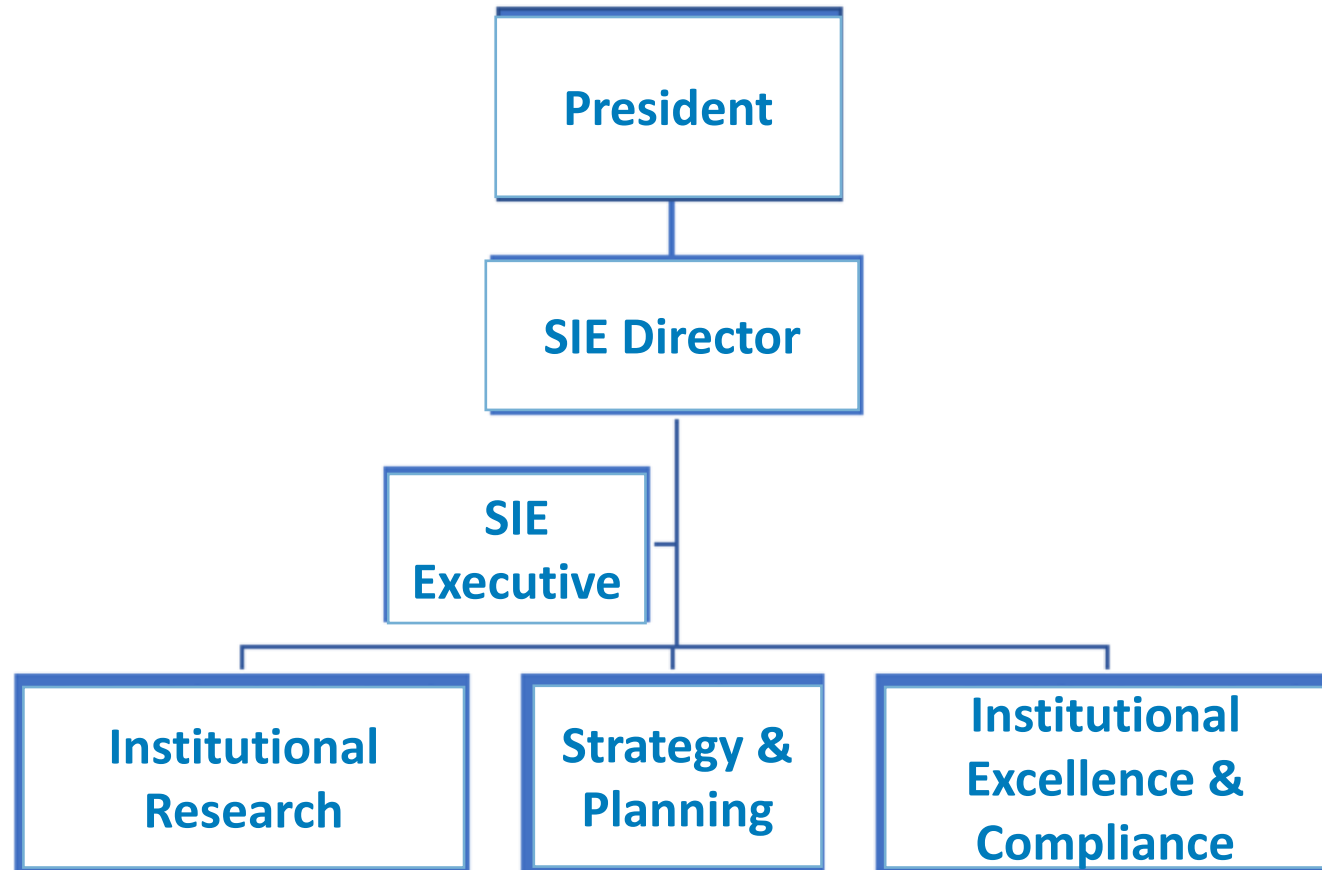 President
SIE Director
SIE
Executive
Institutional
Research
Strategy &
Planning
Institutional
Excellence &
Compliance